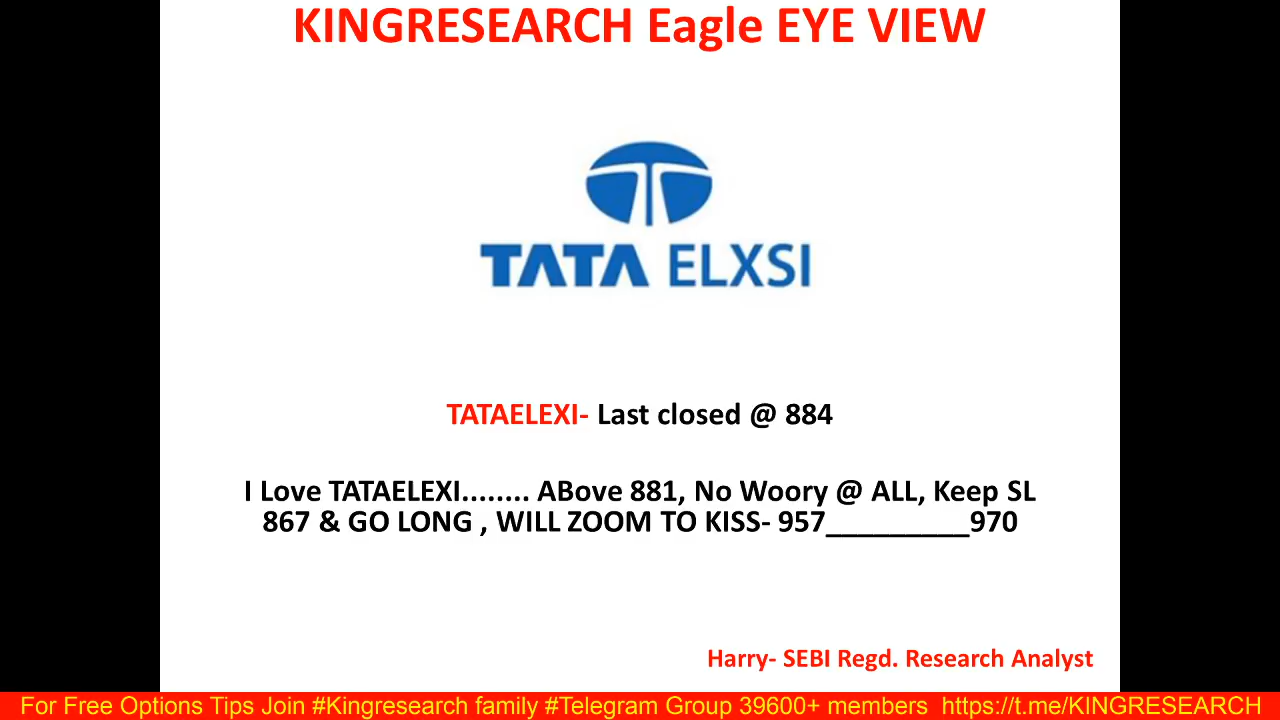 KINGRESEARCH Eagle EYE VIEW
TATA ELXSI
TATAELEXI- Last closed @ 884
I Love TATAELEXI........ ABove 881, No Woory @ ALL, Keep SL
867 & GO LONG , WILL ZOOM TO KISS- 957_________970
Harry- SEBI Regd. Research Analyst
For Free Options Tips Join #Kingresearch family #Telegram Group 39600+ members https://t.me/KINGRESEARCH